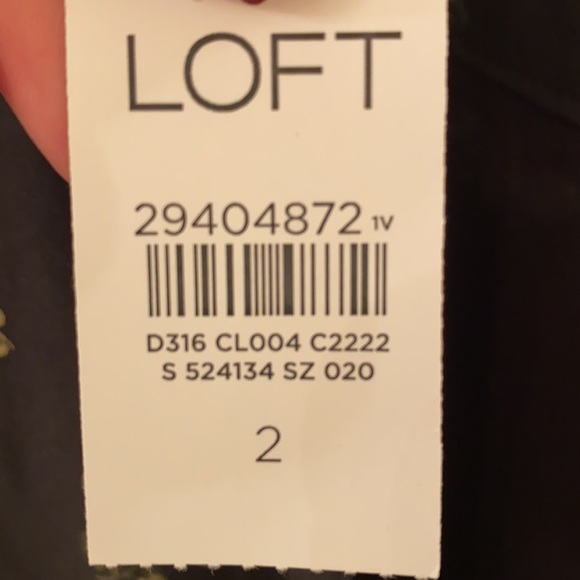 LOFT
29404872 1V
D316 CL004 C2222
S 524134 SZ 020
2